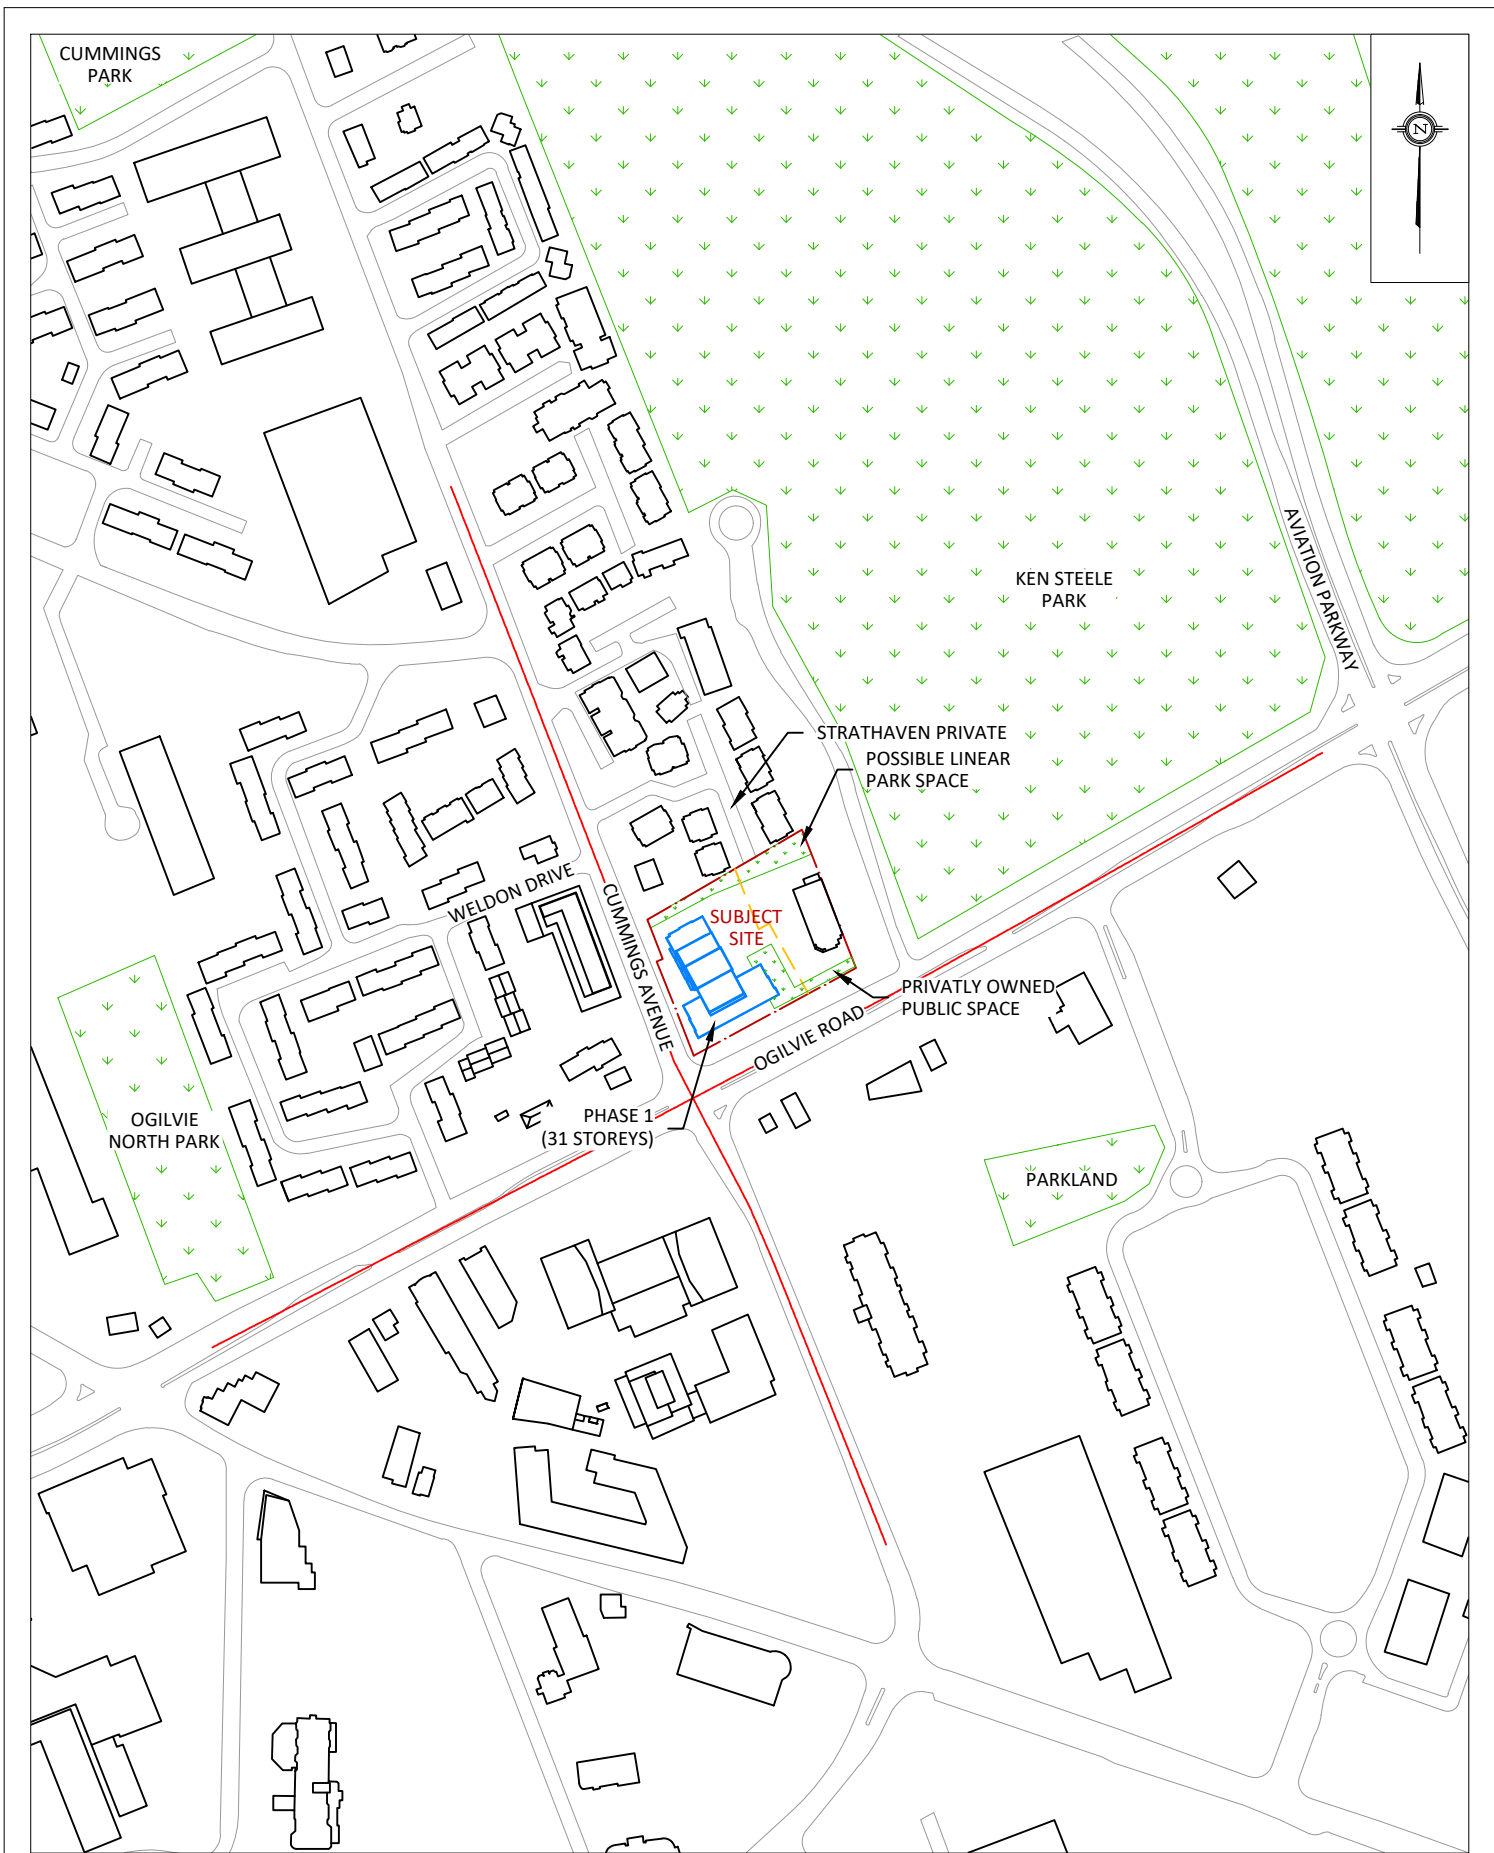 CUMMINGS
PARK
N
AVIATION PARKWAY
KEN STEELE
PARK
STRATHAVEN PRIVATE
POSSIBLE LINEAR
PARK SPACE
WELDON DRIVE
CUMMINGS AVENUE
SUBJECT
SITE
PRIVATLY OWNED
PUBLIC SPACE
OGILVIE ROAD
PHASE 1
(31 STOREYS)
OGILVIE
NORTH PARK
PARKLAND